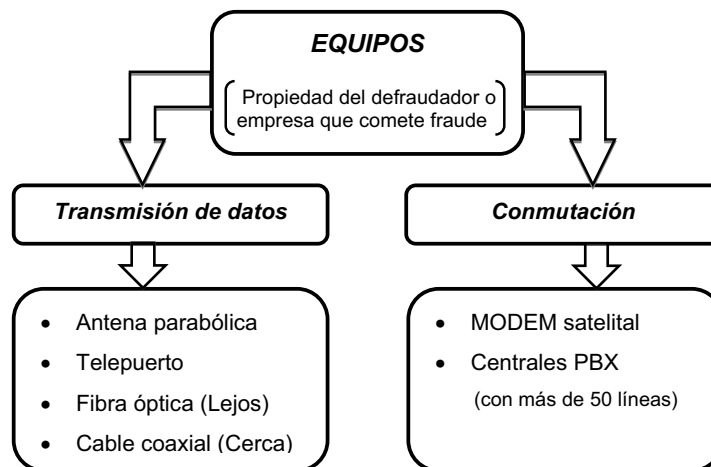 EQUIPOS
Propiedad del defraudador o
empresa que comete fraude
Transmisión de datos
Conmutación
• Antena parabólica
• Telepuerto
• Fibra óptica (Lejos)
• Cable coaxial (Cerca)
• MODEM satelital
• Centrales PBX
(con más de 50 líneas)